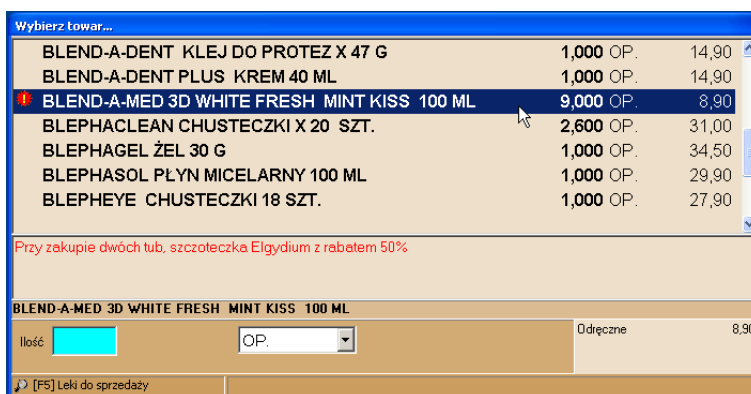 Wybierz towar...
BLEND-A-DENT KLEJ DO PROTEZ X 47 G 1,000 OP. 14,90
BLEND-A-DENT PLUS KREM 40 ML 1,000 OP. 14,90
BLEND-A-MED 3D WHITE FRESH MINT KISS 100 ML 9,000 OP. 8,90
BLEPHACLEAN CHUSTECZKI X 20 SZT. 2,600 OP. 31,00
BLEPHAGEL ŻEL 30 G 1,000 OP. 34,50
BLEPHASOL PŁYN MICELARNY 100 ML 1,000 OP. 29,90
BLEPHEYE CHUSTECZKI 18 SZT. 1,000 OP. 27,90
Przy zakupie dwóch tub, szczoteczka Elgydium z rabatem 50%
BLEND-A-MED 3D WHITE FRESH MINT KISS 100 ML
Ilość OP. Odręczne 8,90
[F5] Leki do sprzedaży